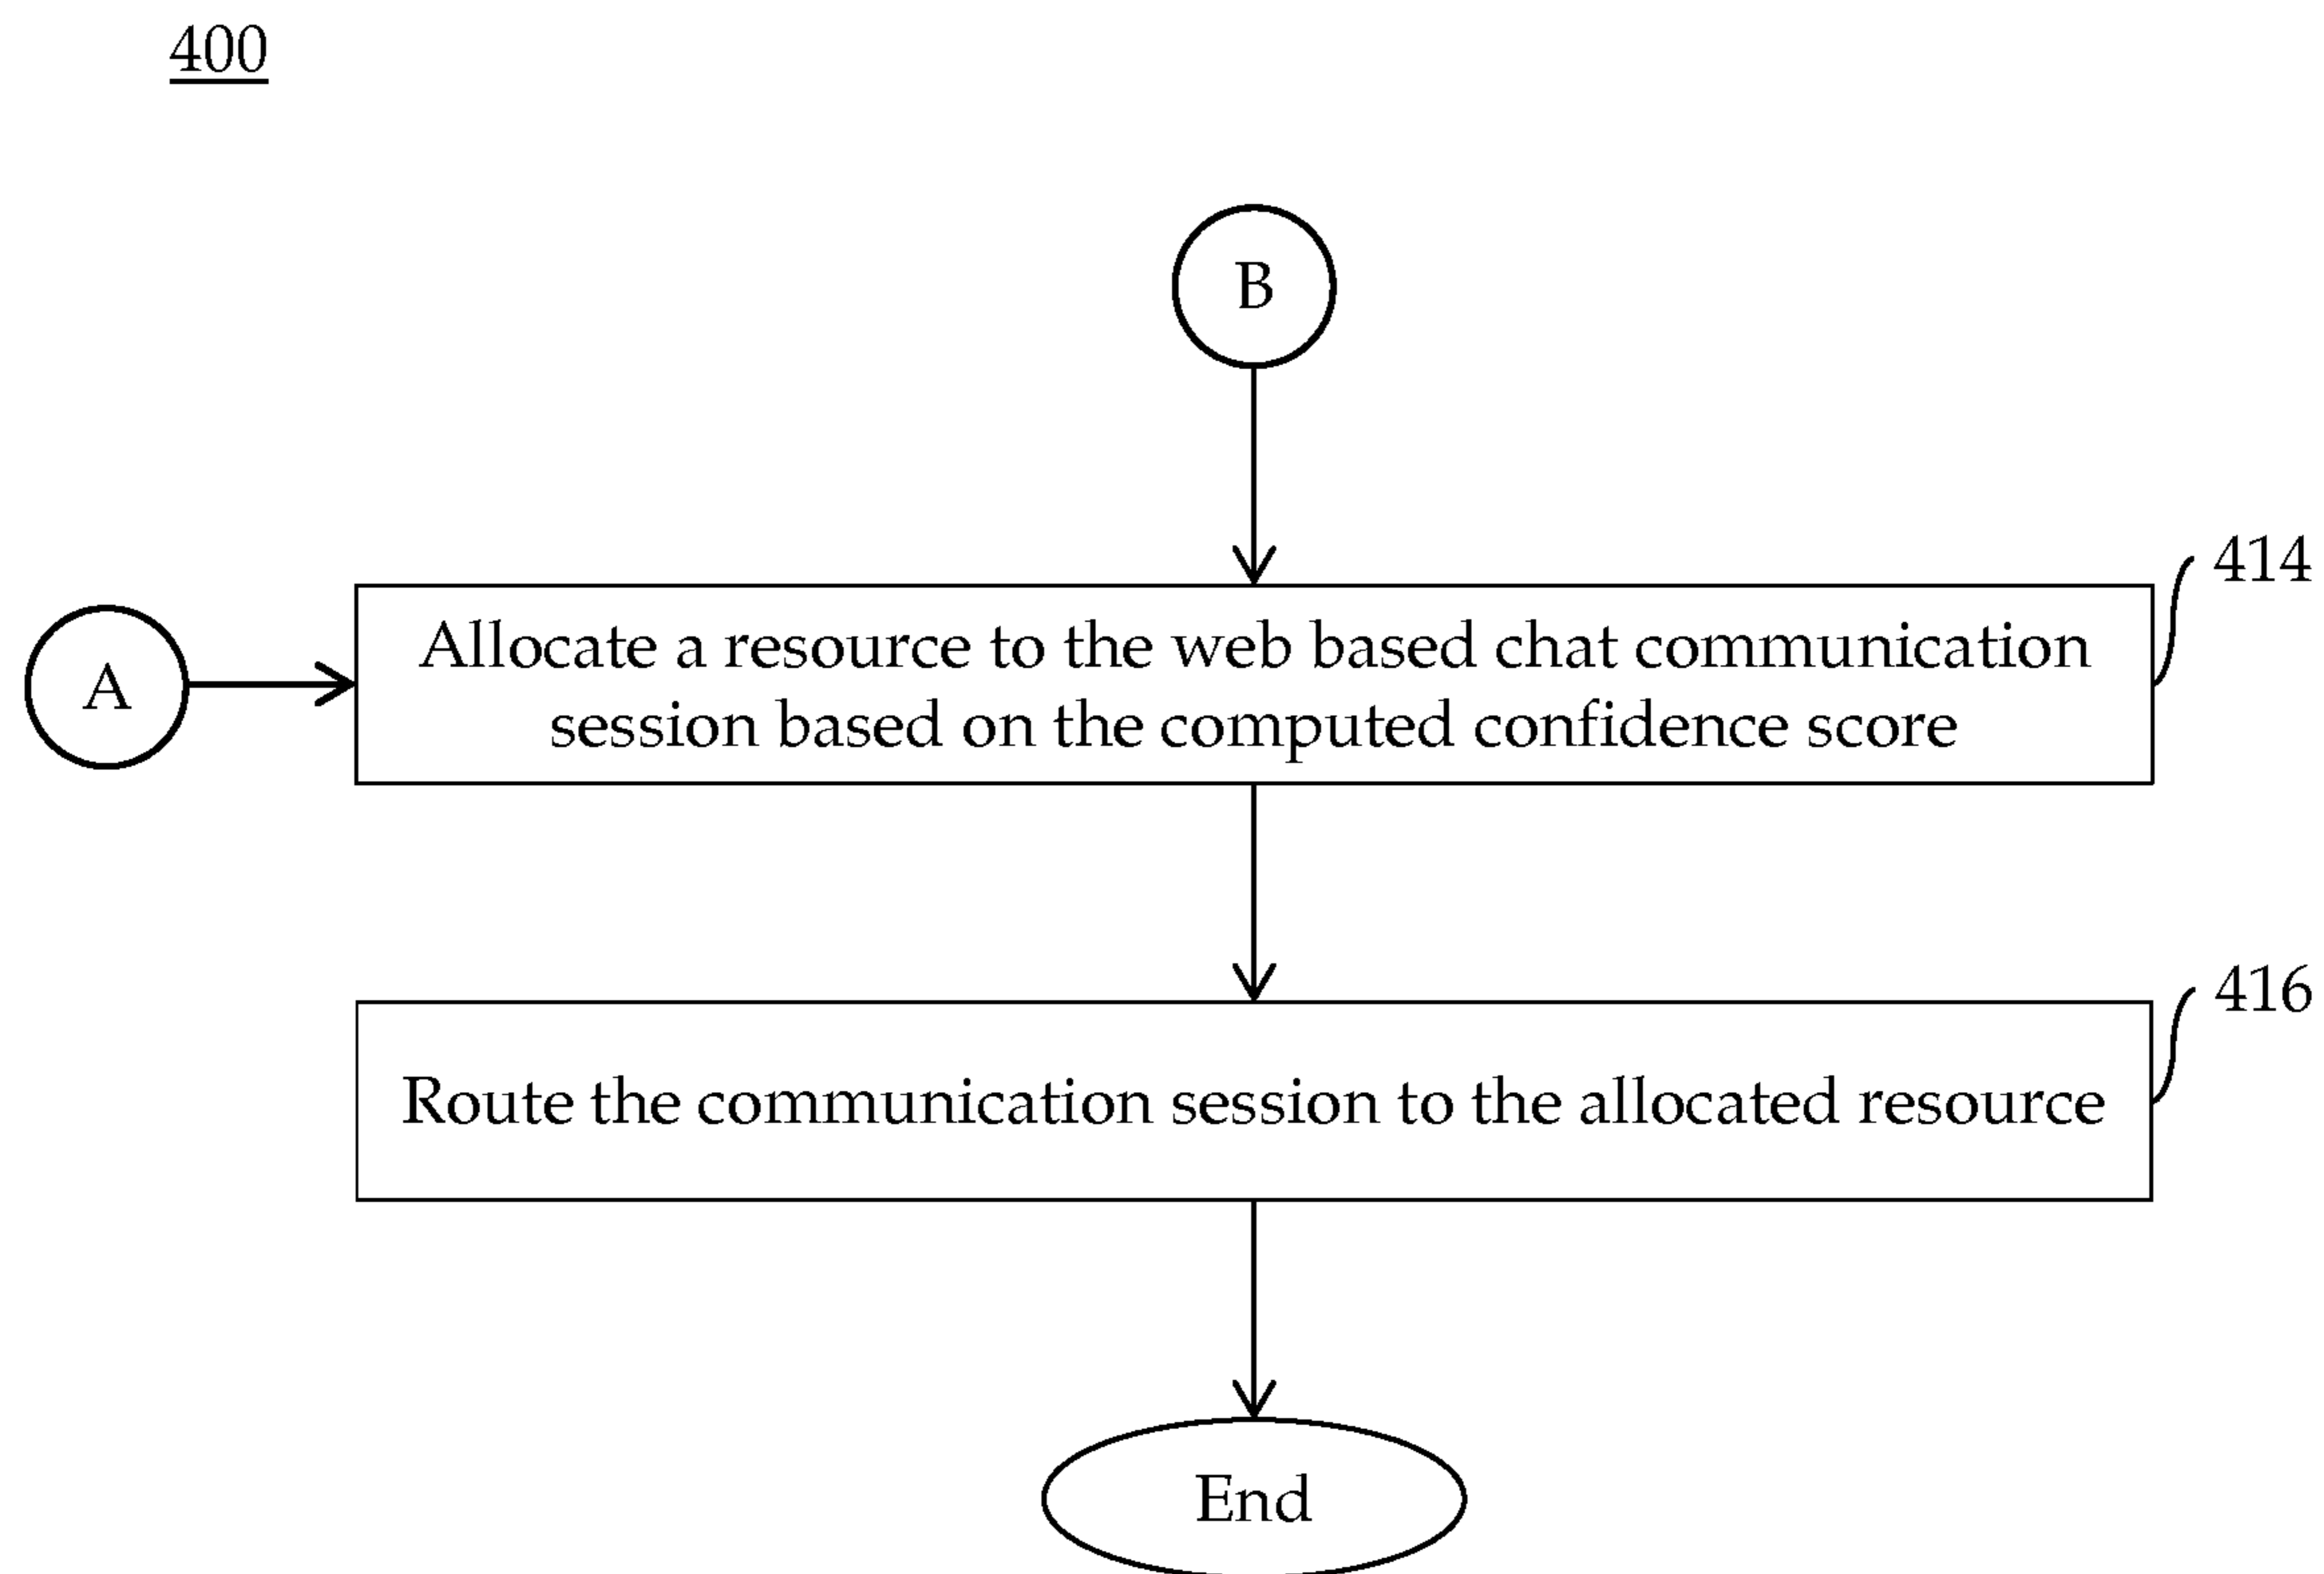 400
B
414
A
Allocate a resource to the web based chat communication
session based on the computed confidence score
416
Route the communication session to the allocated resource
End